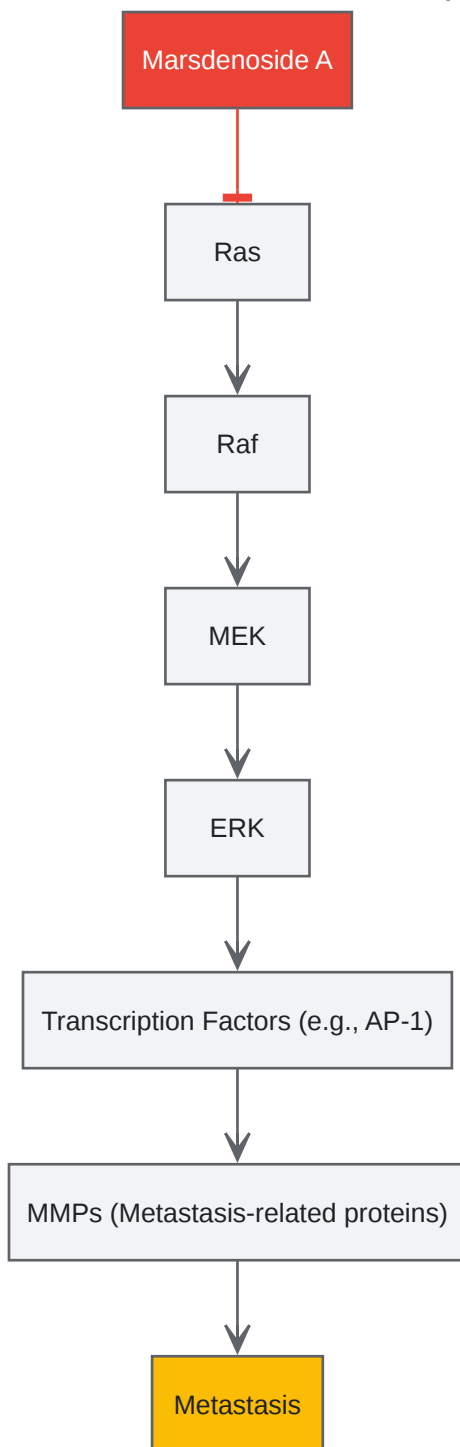 Marsdenoside A
Ras
Raf
MEK
ERK
Transcription Factors (e.g., AP-1)
MMPs (Metastasis-related proteins)
Metastasis